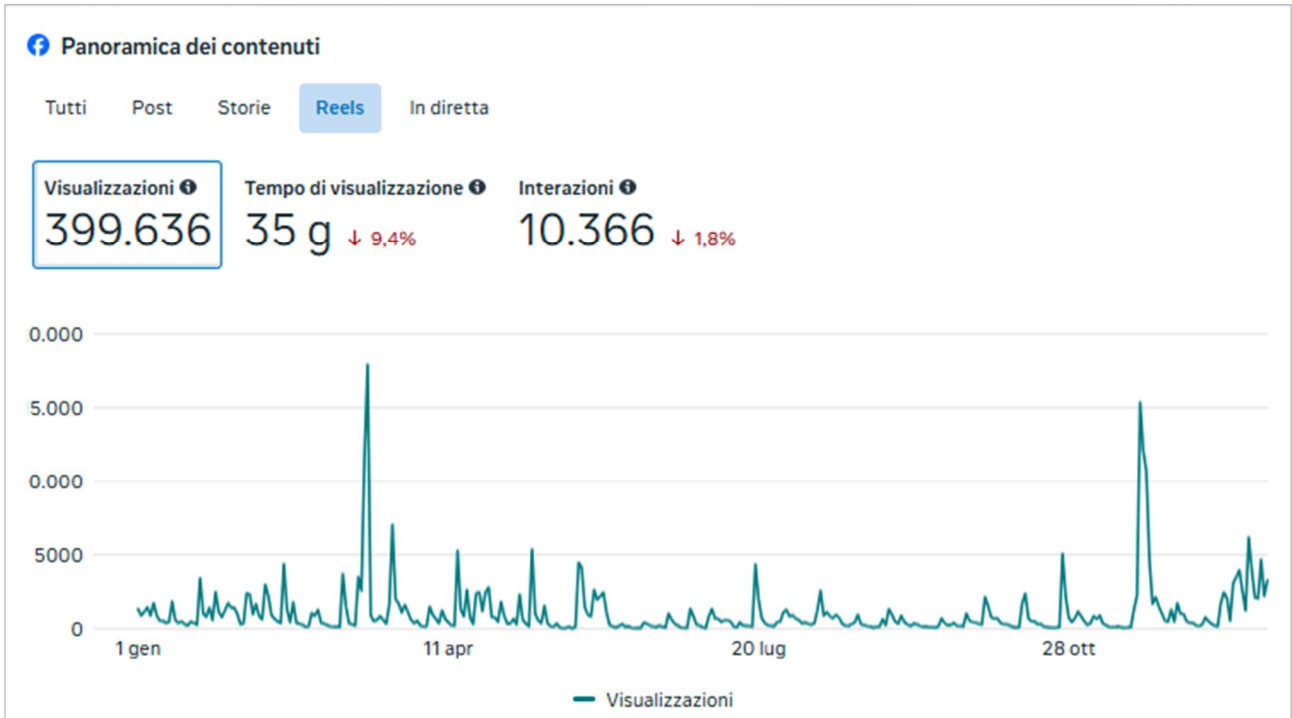 Panoramica dei contenuti
Tutti Post Storie Reels In diretta
Visualizzazioni Tempo di visualizzazione Interazioni
399.636 35 g ↓ 9,4% 10.366 ↓ 1,8%
0.000
5.000
0.000
5000
0
1 gen 11 apr 20 lug 28 ott
Visualizzazioni